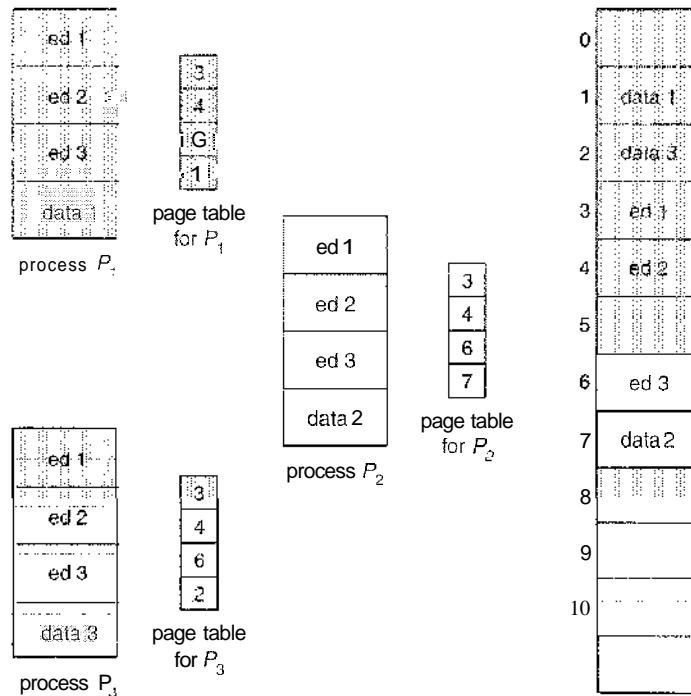 ed 1
ed 2
ed 3
data 1
process P1
3
4
G
1
page table
for P1
ed 1
ed 2
ed 3
data 2
process P2
3
4
6
7
page table
for P2
ed 1
ed 2
ed 3
data 3
process P3
3
4
6
2
page table
for P3
0
1 data 1
2 data 3
3 ed 1
4 ed 2
5
6 ed 3
7 data 2
8
9
10